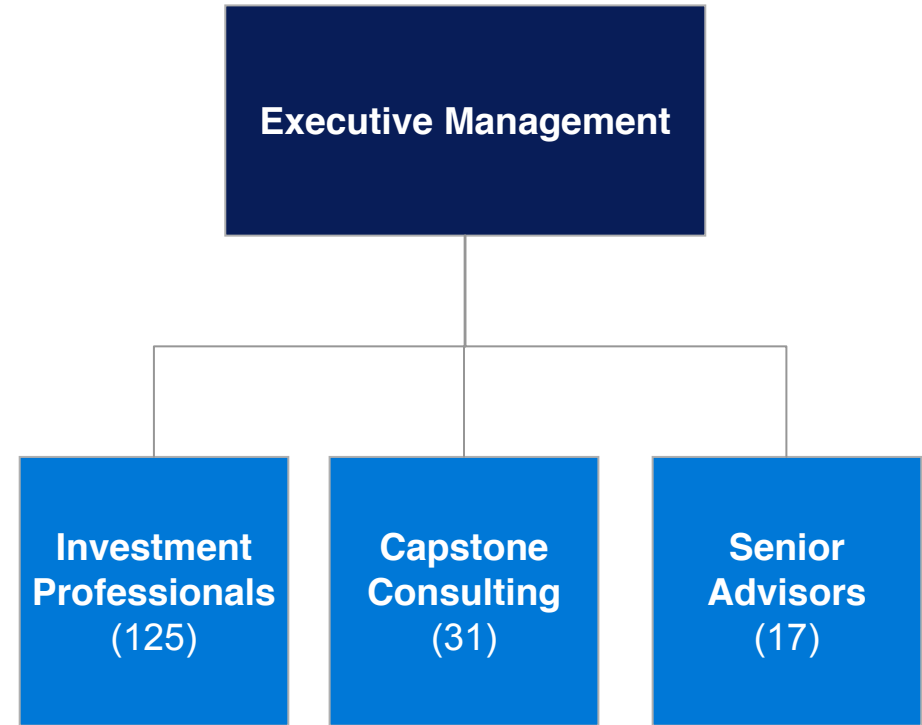 Executive Management
Investment
Professionals
(125)
Capstone
Consulting
(31)
Senior
Advisors
(17)